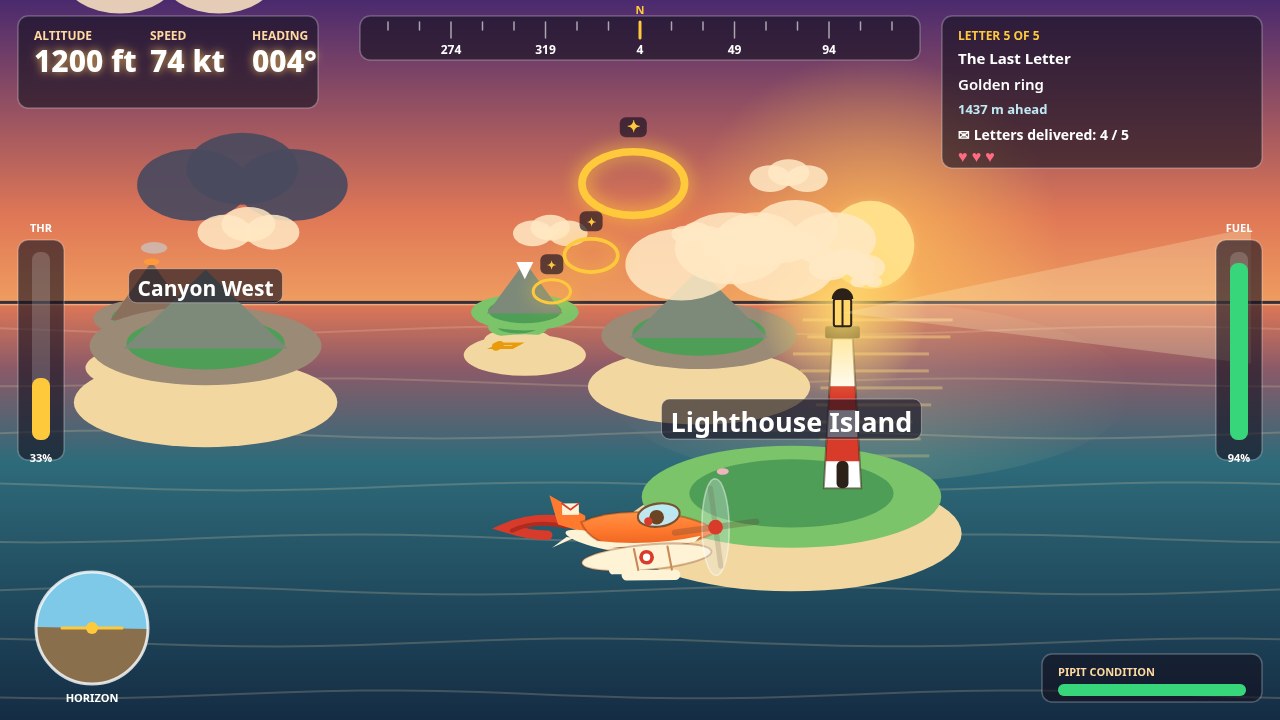 ALTITUDE SPEED HEADING
1200 ft 74 kt 004°
N
274 319 4 49 94
LETTER 5 OF 5
The Last Letter
Golden ring
1437 m ahead
✉ Letters delivered: 4 / 5
♥ ♥ ♥
THR
33%
FUEL
94%
Canyon West
Lighthouse Island
HORIZON
PIPIT CONDITION